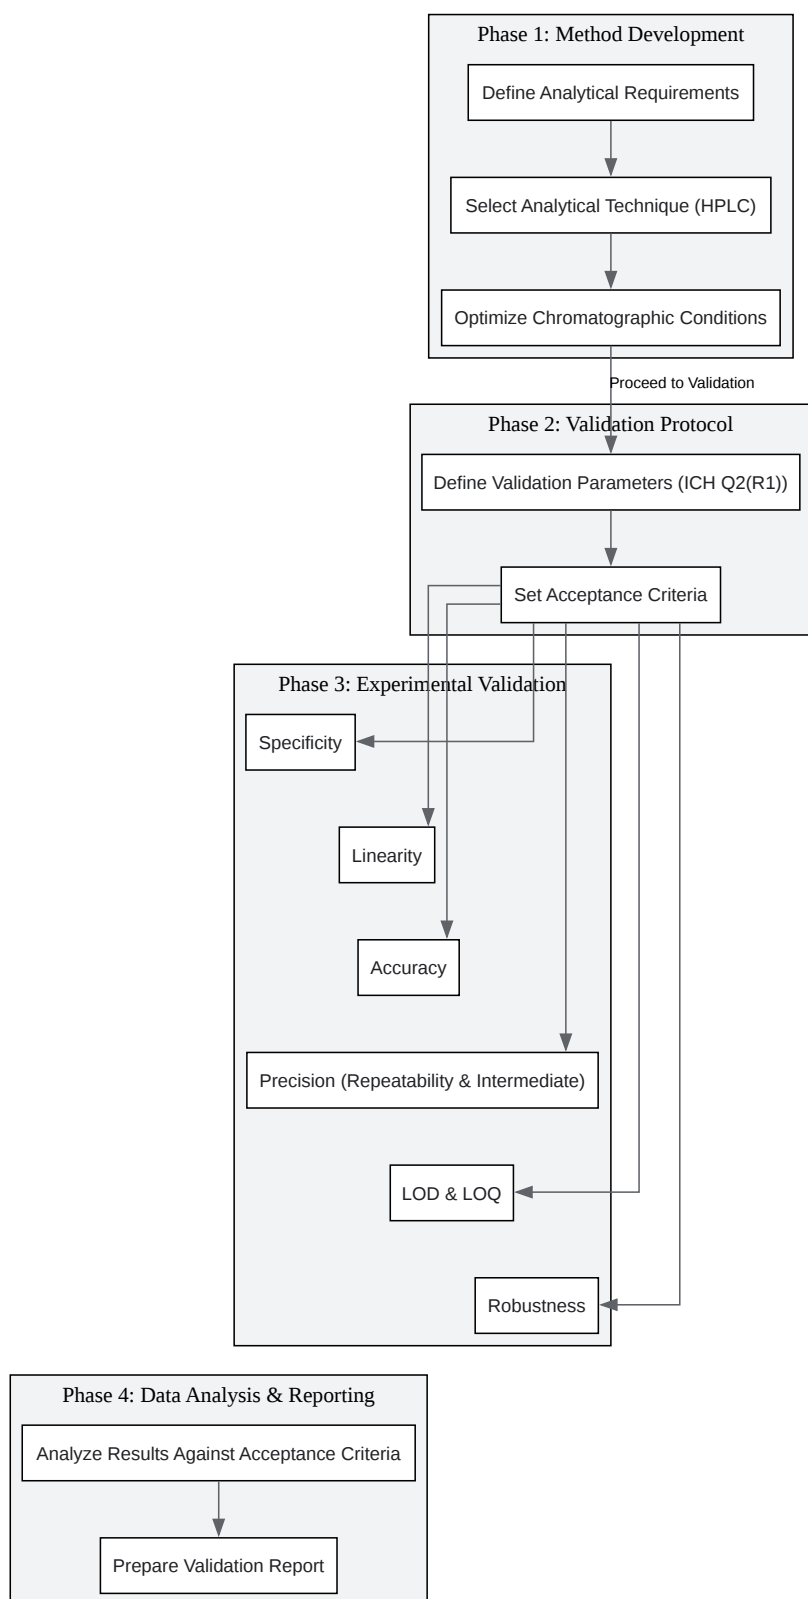 Phase 1: Method Development
Define Analytical Requirements
Select Analytical Technique (HPLC)
Optimize Chromatographic Conditions
Proceed to Validation
Phase 2: Validation Protocol
Define Validation Parameters (ICH Q2(R1))
Set Acceptance Criteria
Phase 3: Experimental Validation
Specificity
Linearity
Accuracy
Precision (Repeatability & Intermediate)
LOD & LOQ
Robustness
Phase 4: Data Analysis & Reporting
Analyze Results Against Acceptance Criteria
Prepare Validation Report